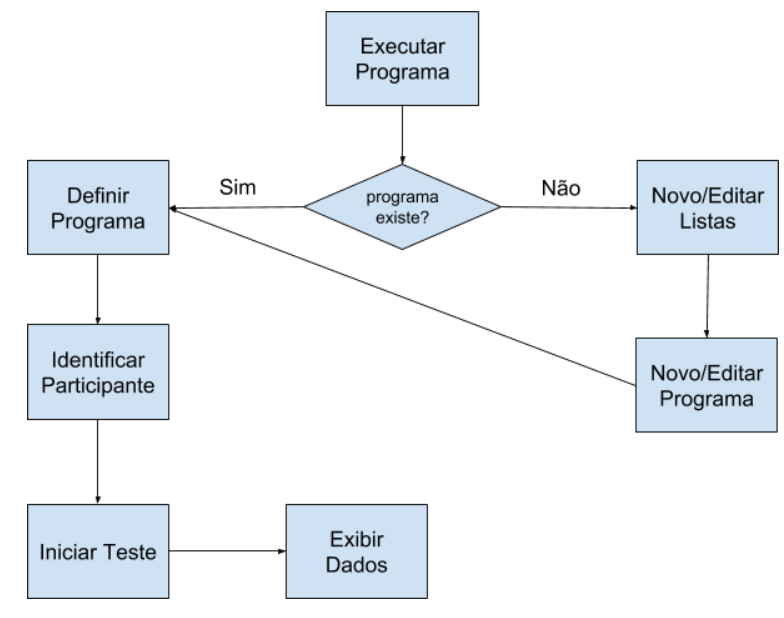 Executar
Programa
Sim
programa
existe?
Não
Definir
Programa
Novo/Editar
Listas
Identificar
Participante
Novo/Editar
Programa
Iniciar Teste
Exibir
Dados